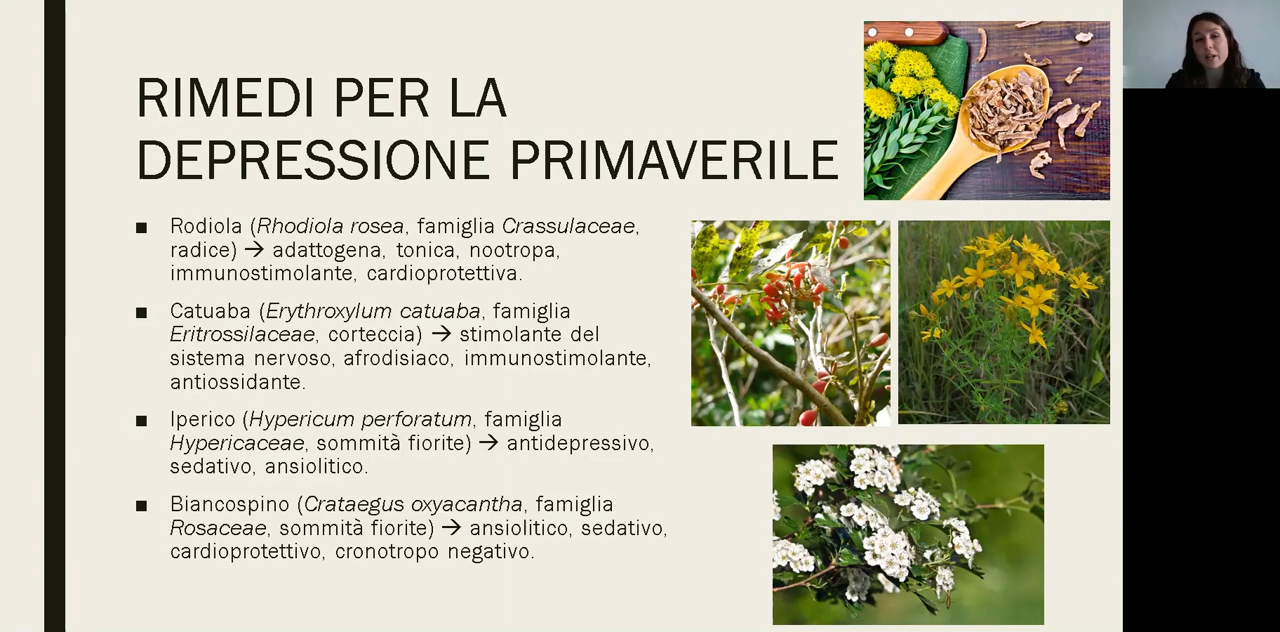 RIMEDI PER LA
DEPRESSIONE PRIMAVERILE
■ Rodiola (Rhodiola rosea, famiglia Crassulaceae,
radice) → adattogena, tonica, nootropa,
immunostimolante, cardioprotettiva.
■ Catuaba (Erythroxylum catuaba, famiglia
Eritrossilaceae, corteccia) → stimolante del
sistema nervoso, afrodisiaco, immunostimolante,
antiossidante.
■ Iperico (Hypericum perforatum, famiglia
Hypericaceae, sommità fiorite) → antidepressivo,
sedativo, ansiolitico.
■ Biancospino (Crataegus oxyacantha, famiglia
Rosaceae, sommità fiorite) → ansiolitico, sedativo,
cardioprotettivo, cronotropo negativo.